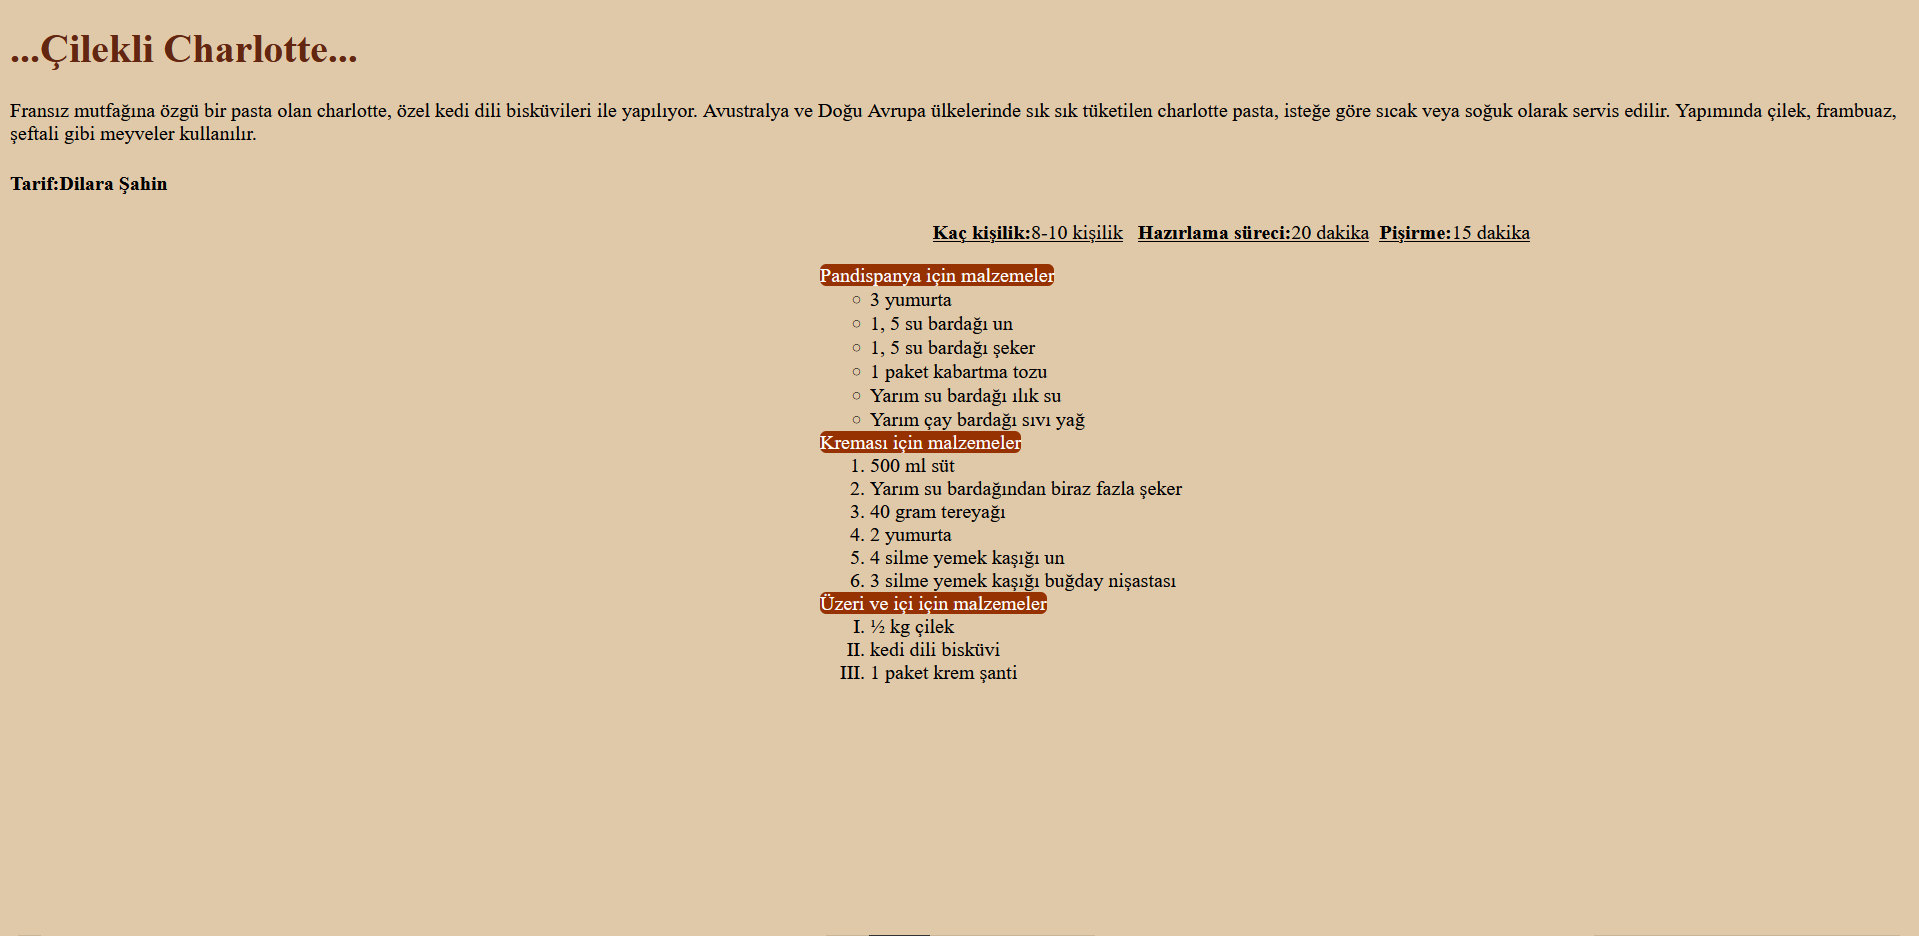 ...Çilekli Charlotte...
Fransız mutfağına özgü bir pasta olan charlotte, özel kedi dili bisküvileri ile yapılıyor. Avustralya ve Doğu Avrupa ülkelerinde sık sık tüketilen charlotte pasta, isteğe göre sıcak veya soğuk olarak servis edilir. Yapımında çilek, frambuaz,
şeftali gibi meyveler kullanılır.
Tarif:Dilara Şahin
Kaç kişilik:8-10 kişilik Hazırlama süreci:20 dakika Pişirme:15 dakika
Pandispanya için malzemeler
○ 3 yumurta
○ 1, 5 su bardağı un
○ 1, 5 su bardağı şeker
○ 1 paket kabartma tozu
○ Yarım su bardağı ılık su
○ Yarım çay bardağı sıvı yağ
Kreması için malzemeler
1. 500 ml süt
2. Yarım su bardağından biraz fazla şeker
3. 40 gram tereyağı
4. 2 yumurta
5. 4 silme yemek kaşığı un
6. 3 silme yemek kaşığı buğday nişastası
Üzeri ve içi için malzemeler
I. ½ kg çilek
II. kedi dili bisküvi
III. 1 paket krem şanti